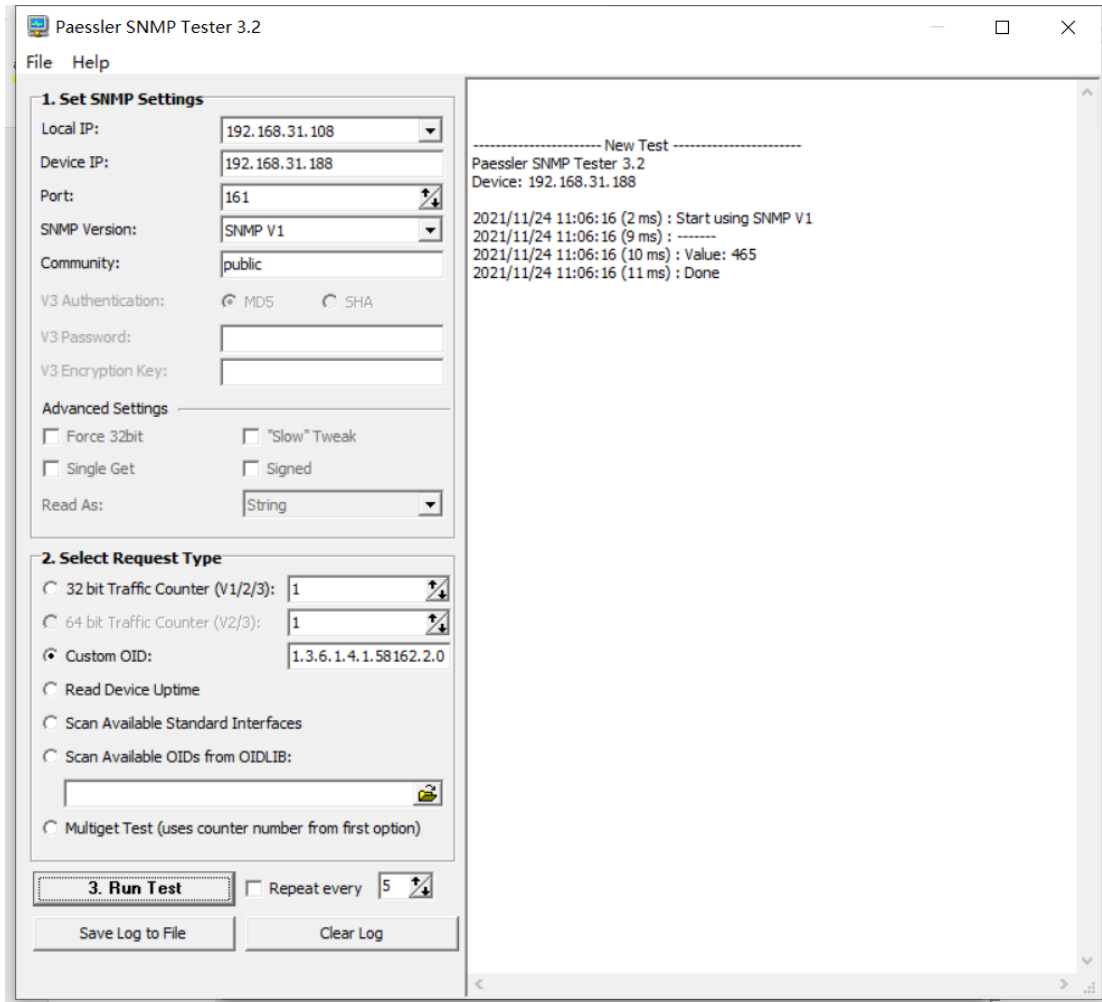 Paessler SNMP Tester 3.2
File Help
1. Set SNMP Settings
Local IP: 192.168.31.108
Device IP: 192.168.31.188
Port: 161
SNMP Version: SNMP V1
Community: public
V3 Authentication: MD5 SHA
V3 Password:
V3 Encryption Key:
Advanced Settings
Force 32bit "Slow" Tweak
Single Get Signed
Read As: String
2. Select Request Type
32 bit Traffic Counter (V1/2/3): 1
64 bit Traffic Counter (V2/3): 1
Custom OID: 1.3.6.1.4.1.58162.2.0
Read Device Uptime
Scan Available Standard Interfaces
Scan Available OIDs from OIDLIB:
Multiget Test (uses counter number from first option)
3. Run Test Repeat every 5
Save Log to File Clear Log
----------------------- New Test -----------------------
Paessler SNMP Tester 3.2
Device: 192.168.31.188
2021/11/24 11:06:16 (2 ms) : Start using SNMP V1
2021/11/24 11:06:16 (9 ms) : -------
2021/11/24 11:06:16 (10 ms) : Value: 465
2021/11/24 11:06:16 (11 ms) : Done